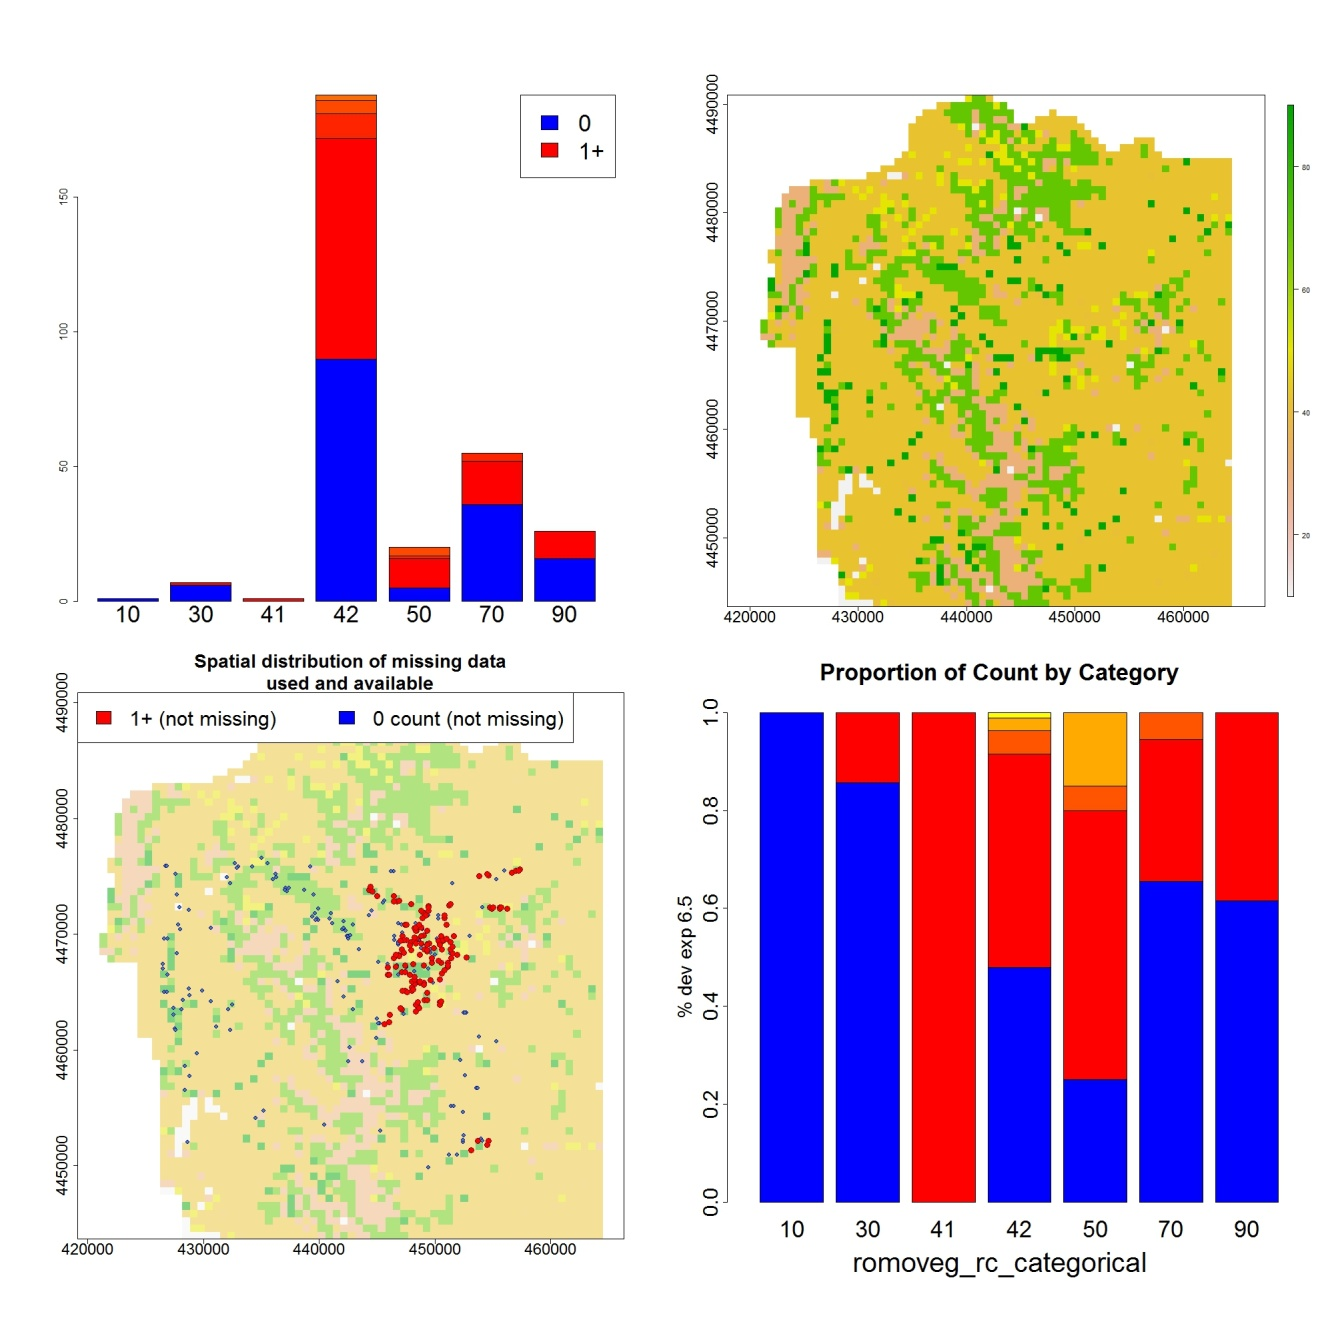 0
1+
150
100
50
0
10 30 41 42 50 70 90
4490000
4480000
4470000
4460000
4450000
420000 430000 440000 450000 460000
80
60
40
20
Spatial distribution of missing data
used and available
1+ (not missing) 0 count (not missing)
4490000
4480000
4470000
4460000
4450000
420000 430000 440000 450000 460000
Proportion of Count by Category
1.0
0.8
0.6
0.4
0.2
0.0
% dev exp 6.5
10 30 41 42 50 70 90
romoveg_rc_categorical